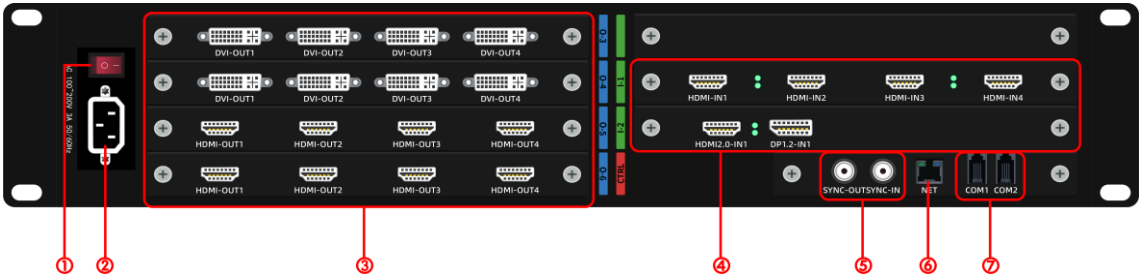 AC 100~200V 3A 50/60Hz
DVI-OUT1 DVI-OUT2 DVI-OUT3 DVI-OUT4
DVI-OUT1 DVI-OUT2 DVI-OUT3 DVI-OUT4
HDMI-OUT1 HDMI-OUT2 HDMI-OUT3 HDMI-OUT4
HDMI-OUT1 HDMI-OUT2 HDMI-OUT3 HDMI-OUT4
O-3
O-4 I-1
O-5 I-2
O-6 CTRL
HDMI-IN1 HDMI-IN2 HDMI-IN3 HDMI-IN4
HDMI2.0-IN1 DP1.2-IN1
SYNC-OUT SYNC-IN NET COM1 COM2
① ② ③ ④ ⑤ ⑥ ⑦